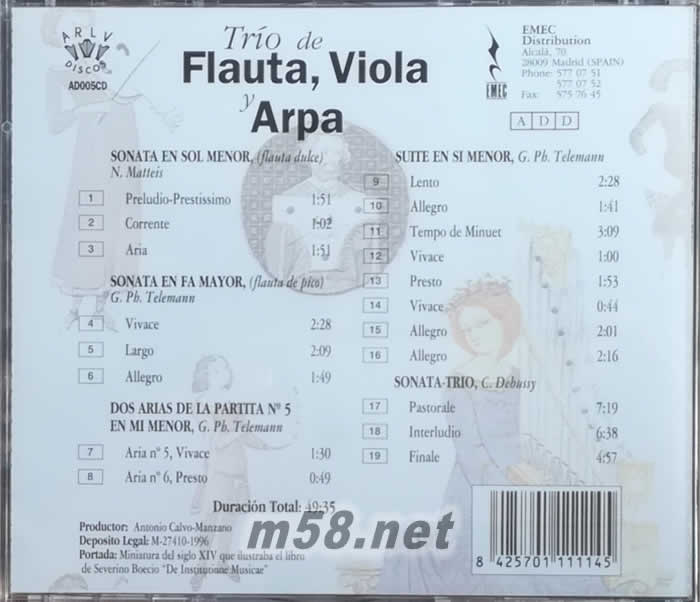 ARLU
DISCOS
AD005CD
Trío de
Flauta, Viola
y
Arpa
EMEC
EMEC
Distribution
Alcalá, 70
28009 Madrid (SPAIN)
Phone: 577 07 51
577 07 52
Fax: 575 76 45
A D D
SONATA EN SOL MENOR, (flauta dulce)
N. Matteis
1 Preludio-Prestissimo 1:51
2 Corrente 1:02
3 Aria 1:51
SONATA EN FA MAYOR, (flauta de pico)
G. Ph. Telemann
4 Vivace 2:28
5 Largo 2:09
6 Allegro 1:49
DOS ARIAS DE LA PARTITA Nº 5
EN MI MENOR, G. Ph. Telemann
7 Aria nº 5, Vivace 1:30
8 Aria nº 6, Presto 0:49
SUITE EN SI MENOR, G. Ph. Telemann
9 Lento 2:28
10 Allegro 1:41
11 Tempo de Minuet 3:09
12 Vivace 1:00
13 Presto 1:53
14 Vivace 0:44
15 Allegro 2:01
16 Allegro 2:16
SONATA-TRIO, C. Debussy
17 Pastorale 7:19
18 Interludio 6:38
19 Finale 4:57
Duración Total: 49:35
m58.net
Productor: Antonio Calvo-Manzano
Deposito Legal: M-27410-1996
Portada: Miniatura del siglo XIV que ilustraba el libro
de Severino Boecio "De Institutione Musicae"
8 425701 111145